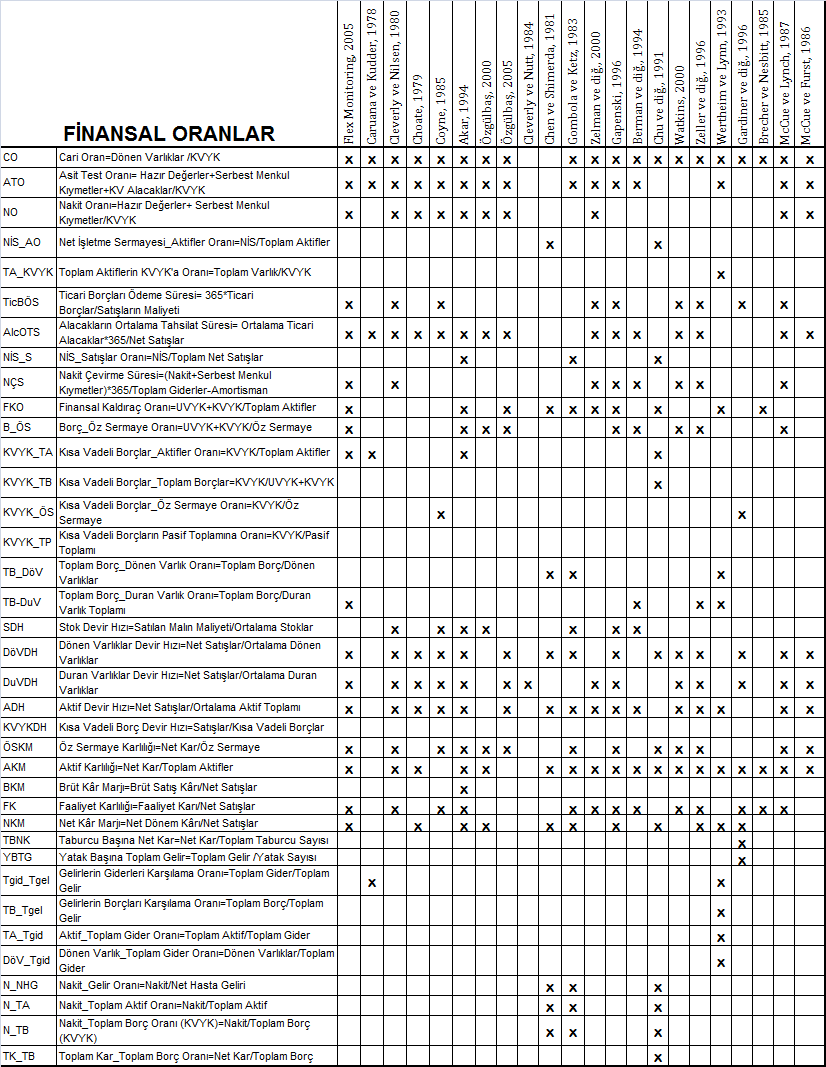 FİNANSAL ORANLAR
Flex Monitoring, 2005
Caruana ve Kudder, 1978
Cleverly ve Nilsen, 1980
Choate, 1979
Coyne, 1985
Akar, 1994
Özgülbaş, 2000
Özgülbaş, 2005
Cleverly ve Nutt, 1984
Chen ve Shimerda, 1981
Gombola ve Ketz, 1983
Zelman ve diğ., 2000
Gapenski, 1996
Berman ve diğ., 1994
Chu ve diğ., 1991
Watkins, 2000
Zeller ve diğ., 1996
Wertheim ve Lynn, 1993
Gardiner ve diğ., 1996
Brecher ve Nesbitt, 1985
McCue ve Lynch, 1987
McCue ve Furst, 1986
CO Cari Oran=Dönen Varlıklar /KVYK x x x x x x x x x x x x x x x x x x x x
ATO Asit Test Oranı= Hazır Değerler+Serbest Menkul
Kıymetler+KV Alacaklar/KVYK x x x x x x x x x x x x x x x
NO Nakit Oran=Hazır Değerler+ Serbest Menkul
Kıymetler/KVYK x x x x x x x x x x
NİS_AO Net İşletme Sermayesi_Aktifler Oranı=NİS/Toplam Aktifler x x
TA_KVYK Toplam Aktiflerin KVYK'a Oranı=Toplam Varlık/KVYK x
TicBÖS Ticari Borçları Ödeme Süresi= 365*Ticari
Borçlar/Satışların Maliyeti x x x x x x x x x
AlcOTS Alacakların Ortalama Tahsilat Süresi= Ortalama Ticari
Alacaklar*365/Net Satışlar x x x x x x x x x x x x x x x
NİS_S NİS_Satışlar Oranı=NİS/Toplam Net Satışlar x x x
NÇS Nakit Çevirme Süresi=(Nakit+Serbest Menkul
Kıymetler)*365/Toplam Giderler-Amortisman x x x x x x x x
FKO Finansal Kaldıraç Oranı=UVYK+KVYK/Toplam Aktifler x x x x x x x x x x
B_ÖS Borç_Öz Sermaye Oranı=UVYK+KVYK/Öz Sermaye x x x x x x x x x
KVYK_TA Kısa Vadeli Borçlar_Aktifler Oranı=KVYK/Toplam Aktifler x x x x
KVYK_TB Kısa Vadeli Borçlar_Toplam Borçlar=KVYK/UVYK+KVYK x
KVYK_ÖS Kısa Vadeli Borçlar_Öz Sermaye Oranı=KVYK/Öz
Sermaye x x
KVYK_TP Kısa Vadeli Borçların Pasif Toplamına Oranı=KVYK/Pasif
Toplamı
TB_DöV Toplam Borç_Dönen Varlık Oranı=Toplam Borç/Dönen
Varlıklar x x x
TB-DuV Toplam Borç_Duran Varlık Oranı=Toplam Borç/Duran
Varlık Toplamı x x x x
SDH Stok Devir Hızı=Satılan Malın Maliyeti/Ortalama Stoklar x x x x x x x
DöVDH Dönen Varlıklar Devir Hızı=Net Satışlar/Ortalama Dönen
Varlıklar x x x x x x x x x x x x x x x
DuVDH Duran Varlıklar Devir Hızı=Net Satışlar/Ortalama Duran
Varlıklar x x x x x x x x x x x x x x
ADH Aktif Devir Hızı=Net Satışlar/Ortalama Aktif Toplamı x x x x x x x x x x x x x x x x
KVYKDH Kısa Vadeli Borç Devir Hızı=Satışlar/Kısa Vadeli Borçlar
ÖSKM Öz Sermaye Karlılığı=Net Kar/Öz Sermaye x x x x x x x x x x x x x
AKM Aktif Karlılığı=Net Kar/Toplam Aktifler x x x x x x x x x x x x x x x x x x
BKM Brüt Kâr Marjı=Brüt Satış Kârı/Net Satışlar x
FK Faaliyet Karlılığı=Faaliyet Karı/Net Satışlar x x x x x x x x x x x x x
NKM Net Kâr Marjı=Net Dönem Kârı/Net Satışlar x x x x x x x x x x x
TBNK Taburcu Başına Net Kar=Net Kar/Toplam Taburcu Sayısı x
YBTG Yatak Başına Toplam Gelir=Toplam Gelir /Yatak Sayısı x
Tgid_Tgel Gelirlerin Giderleri Karşılama Oranı=Toplam Gider/Toplam
Gelir x x
TB_Tgel Gelirlerin Borçları Karşılama Oranı=Toplam Borç/Toplam
Gelir x
TA_Tgid Aktif_Toplam Gider Oranı=Toplam Aktif/Toplam Gider x
DöV_Tgid Dönen Varlık_Toplam Gider Oranı=Dönen Varlıklar/Toplam
Gider x
N_NHG Nakit_Gelir Oranı=Nakit/Net Hasta Geliri x x x
N_TA Nakit_Toplam Aktif Oranı=Nakit/Toplam Aktif x x x
N_TB Nakit_Toplam Borç Oranı (KVYK)=Nakit/Toplam Borç
(KVYK) x x x
TK_TB Toplam Kar_Toplam Borç Oranı=Net Kar/Toplam Borç x